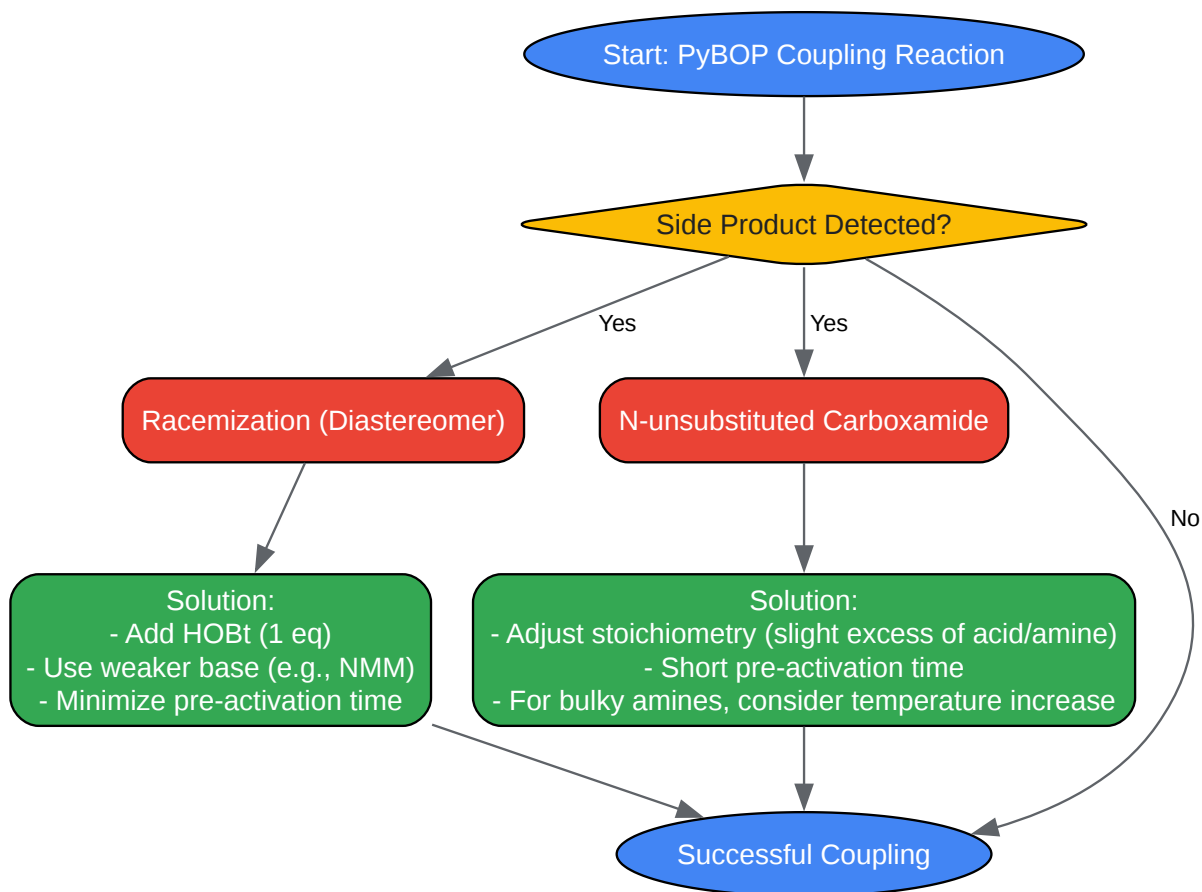 Start: PyBOP Coupling Reaction
Side Product Detected?
Yes
Yes
Racemization (Diastereomer)
N-unsubstituted Carboxamide
No
Solution:
- Add HOBt (1 eq)
- Use weaker base (e.g., NMM)
- Minimize pre-activation time
Solution:
- Adjust stoichiometry (slight excess of acid/amine)
- Short pre-activation time
- For bulky amines, consider temperature increase
Successful Coupling